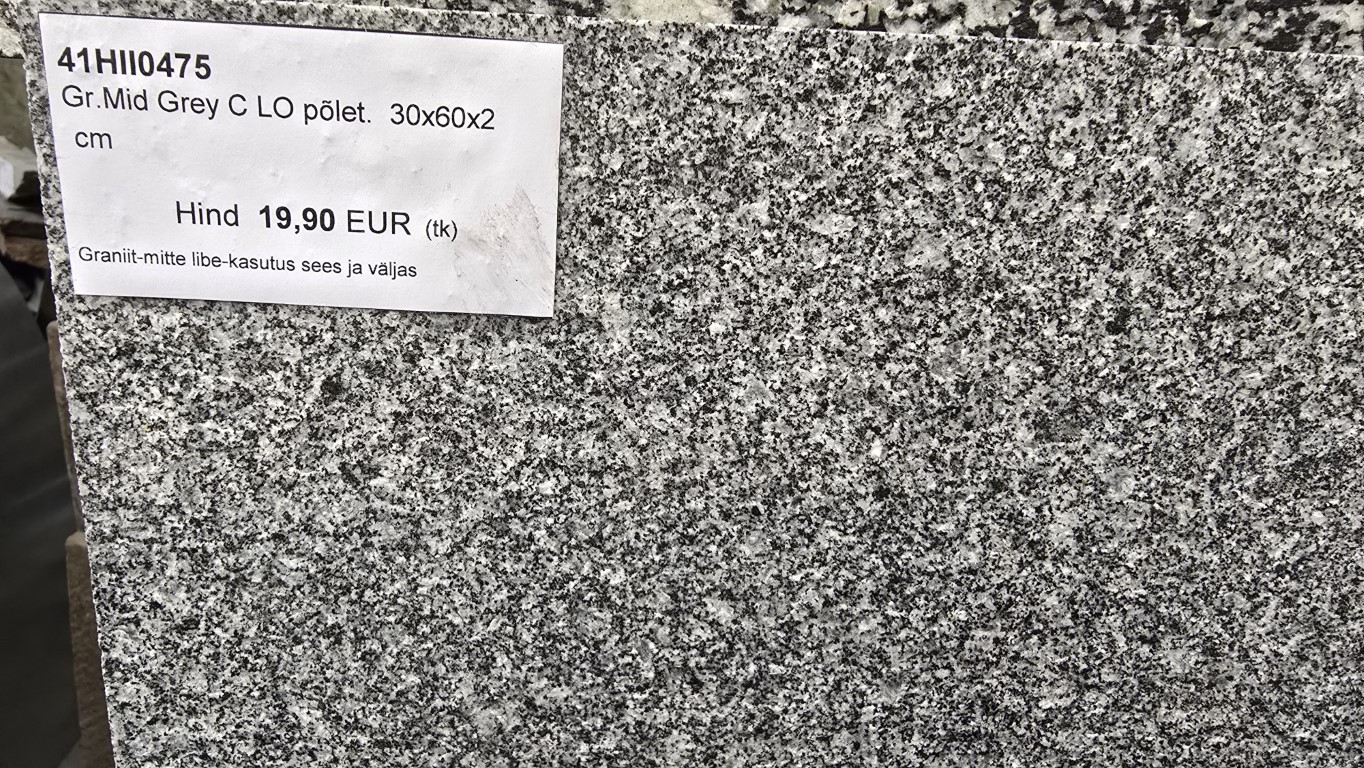 41HII0475
Gr.Mid Grey C LO põlet. 30x60x2
cm
Hind 19,90 EUR (tk)
Graniit-mitte libe-kasutus sees ja väljas